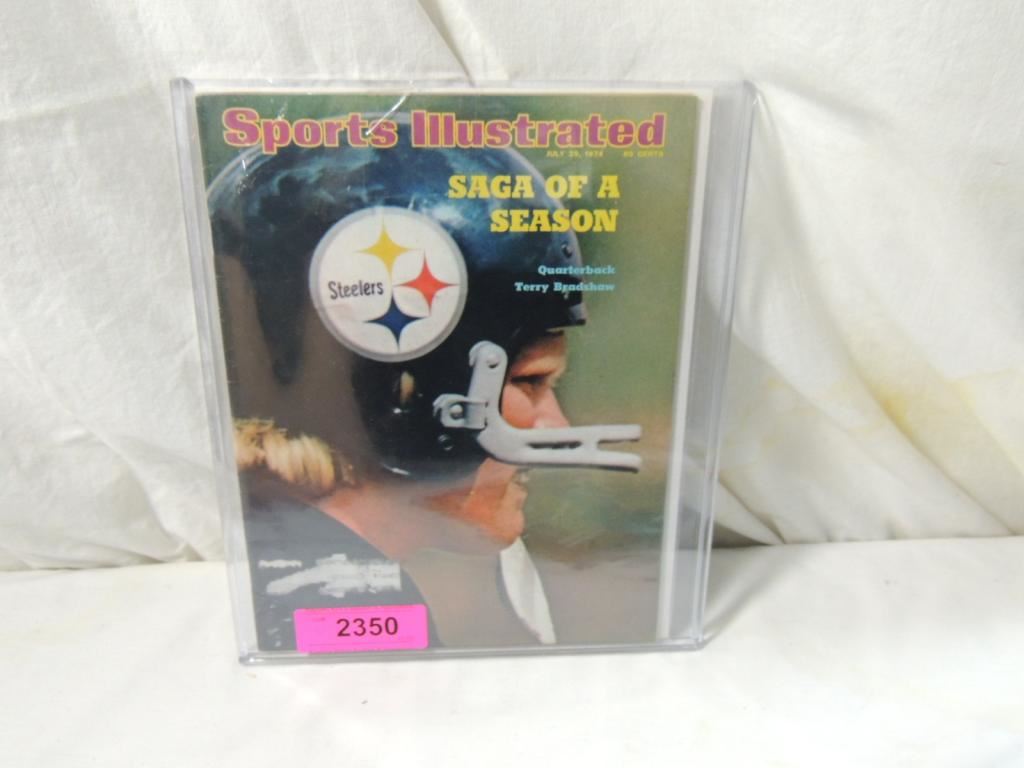 Sports Illustrated
JULY 29, 1974 60 CENTS
SAGA OF A
SEASON
Quarterback
Terry Bradshaw
Steelers
2350